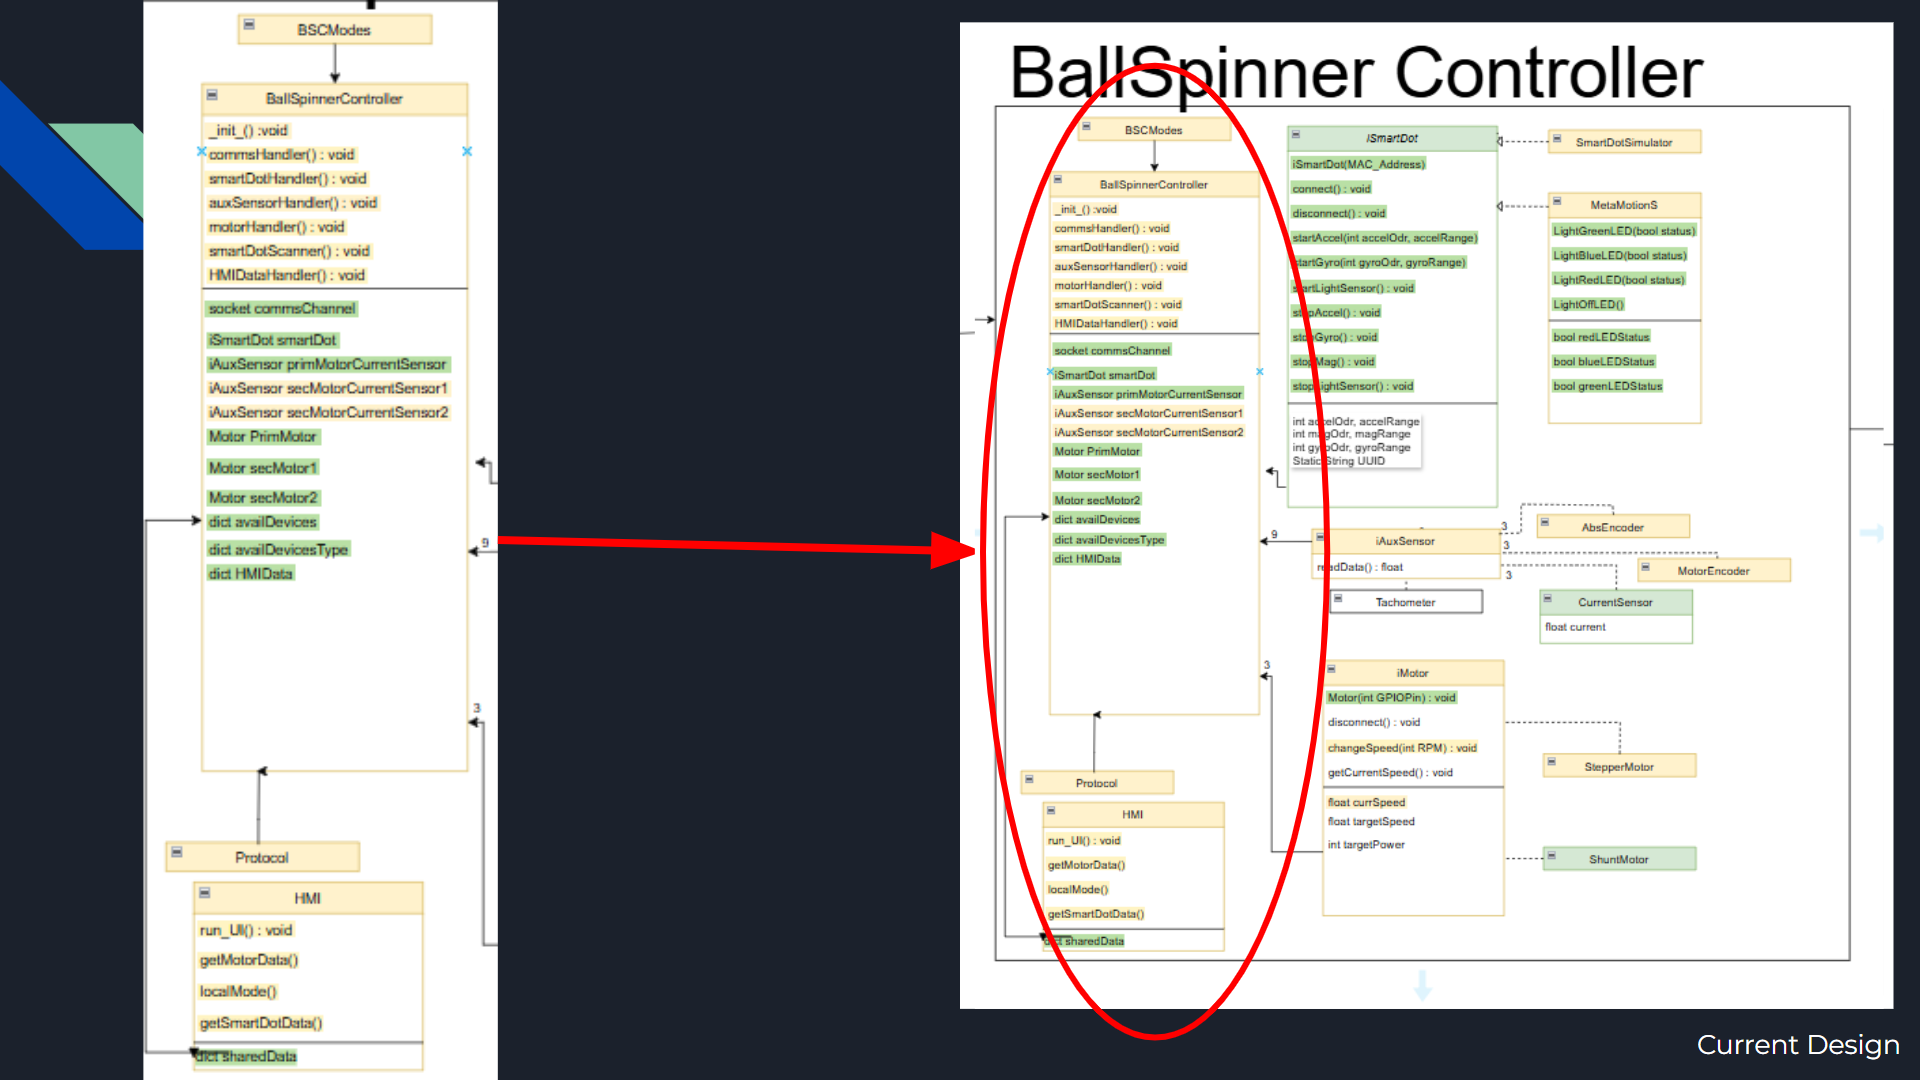 BSCModes
BallSpinnerController
_init_() :void
commsHandler() : void
smartDotHandler() : void
auxSensorHandler() : void
motorHandler() : void
smartDotScanner() : void
HMIDataHandler() : void
socket commsChannel
iSmartDot smartDot
iAuxSensor primMotorCurrentSensor
iAuxSensor secMotorCurrentSensor1
iAuxSensor secMotorCurrentSensor2
Motor PrimMotor
Motor secMotor1
Motor secMotor2
dict availDevices
dict availDevicesType
dict HMIData
9
3
Protocol
HMI
run_UI() : void
getMotorData()
localMode()
getSmartDotData()
dict sharedData
BallSpinner Controller
BSCModes
BallSpinnerController
_init_() :void
commsHandler() : void
smartDotHandler() : void
auxSensorHandler() : void
motorHandler() : void
smartDotScanner() : void
HMIDataHandler() : void
socket commsChannel
iSmartDot smartDot
iAuxSensor primMotorCurrentSensor
iAuxSensor secMotorCurrentSensor1
iAuxSensor secMotorCurrentSensor2
Motor PrimMotor
Motor secMotor1
Motor secMotor2
dict availDevices
dict availDevicesType
dict HMIData
Protocol
HMI
run_UI() : void
getMotorData()
localMode()
getSmartDotData()
dict sharedData
iSmartDot
iSmartDot(MAC_Address)
connect() : void
disconnect() : void
startAccel(int accelOdr, accelRange)
startGyro(int gyroOdr, gyroRange)
startLightSensor() : void
stopAccel() : void
stopGyro() : void
stopMag() : void
stopLightSensor() : void
int accelOdr, accelRange
int magOdr, magRange
int gyroOdr, gyroRange
Static String UUID
SmartDotSimulator
MetaMotionS
LightGreenLED(bool status)
LightBlueLED(bool status)
LightRedLED(bool status)
LightOffLED()
bool redLEDStatus
bool blueLEDStatus
bool greenLEDStatus
9
iAuxSensor
readData() : float
3
3
3
AbsEncoder
MotorEncoder
Tachometer
CurrentSensor
float current
3
iMotor
Motor(int GPIOPin) : void
disconnect() : void
changeSpeed(int RPM) : void
getCurrentSpeed() : void
float currSpeed
float targetSpeed
int targetPower
StepperMotor
ShuntMotor
Current Design